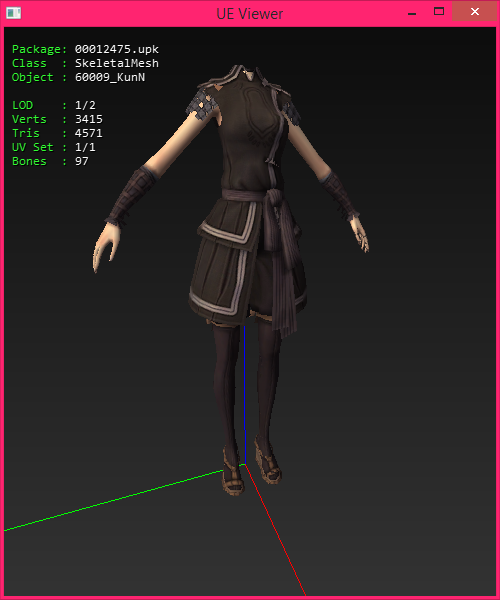 UE Viewer
Package: 00012475.upk
Class : SkeletalMesh
Object : 60009_KunN
LOD : 1/2
Verts : 3415
Tris : 4571
UV Set : 1/1
Bones : 97